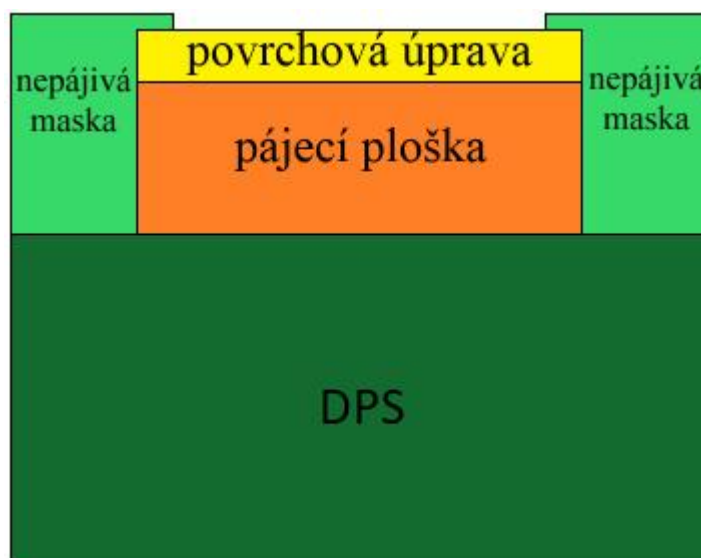 povrchová úprava
nepájivá
maska
pájecí ploška
nepájivá
maska
DPS